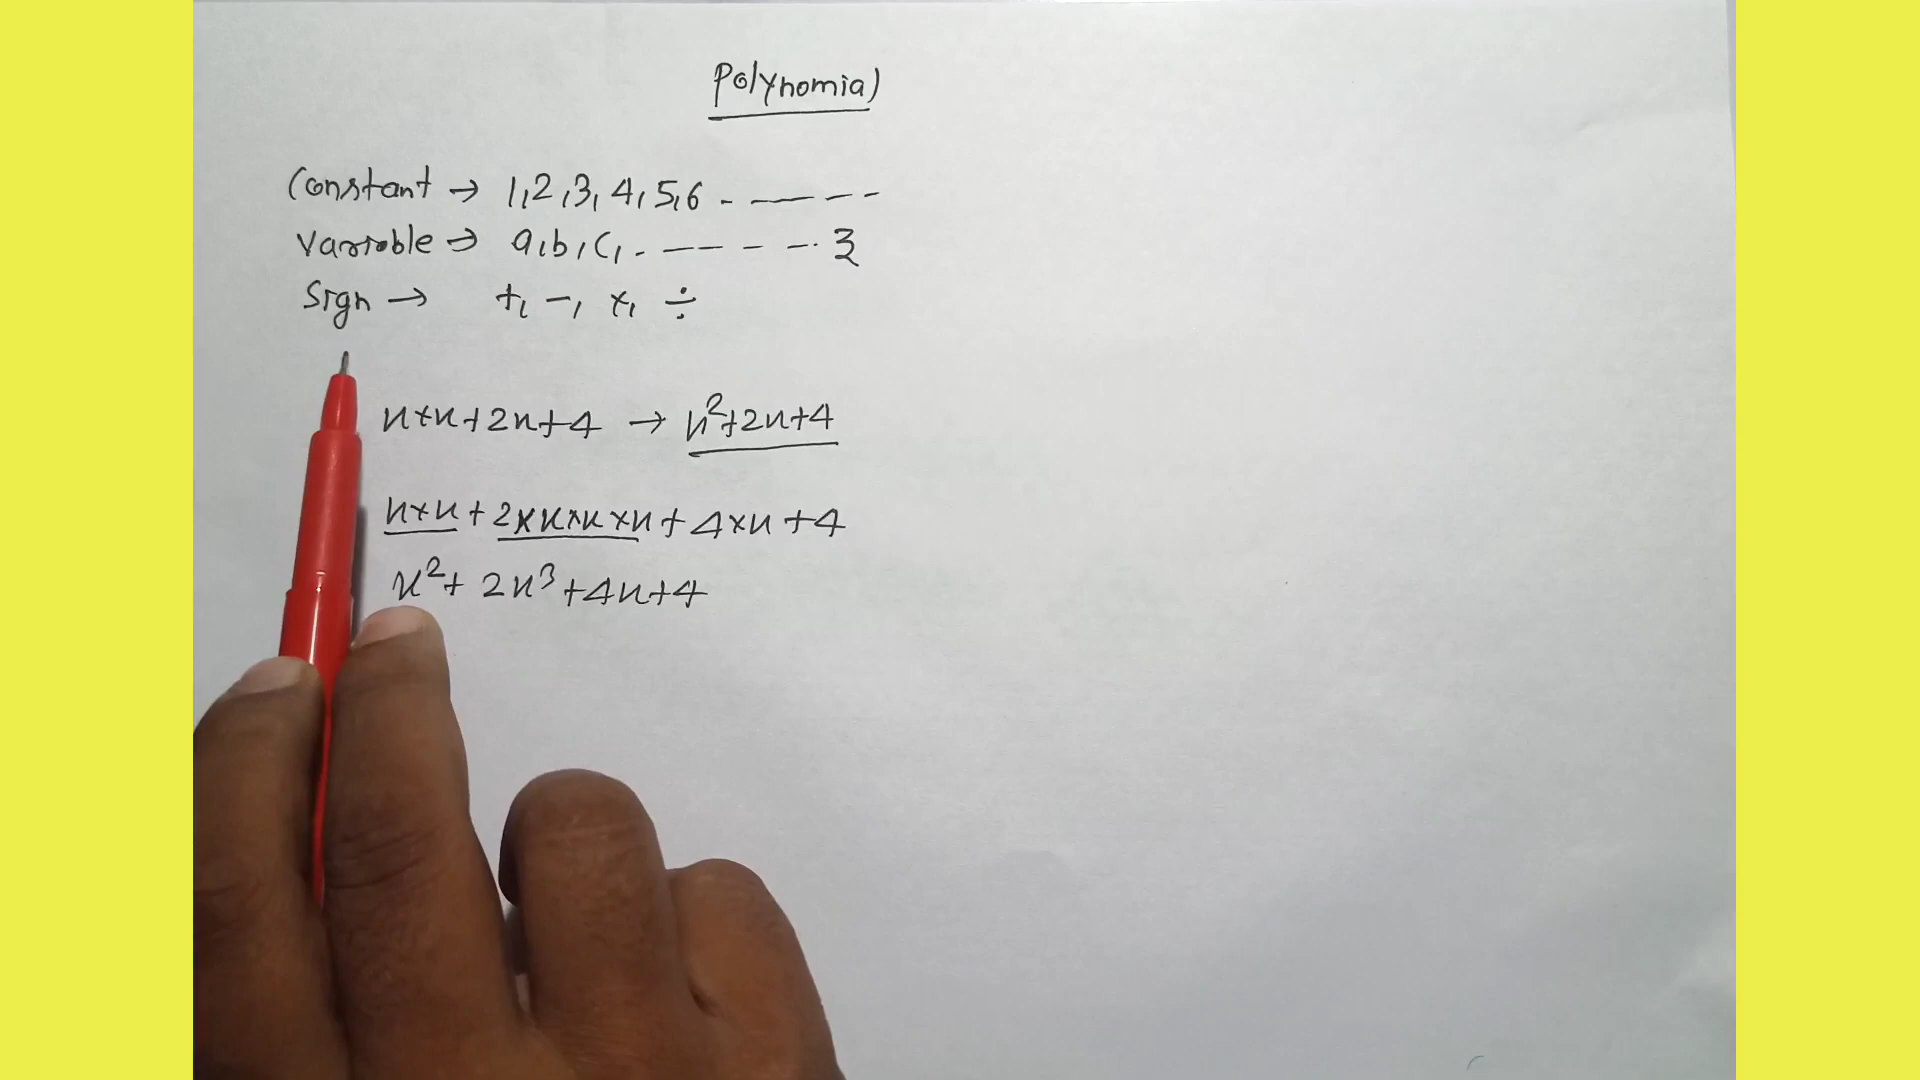 Polynomial
Constant → 1,2,3,4,5,6 - — — - -
Variable → a,b,c, - — — - - -- z
Sign → +, -, ×, ÷
x×x+2x+4 → x²+2x+4
x×x + 2×x×x×x + 4×x + 4
x² + 2x³ + 4x + 4